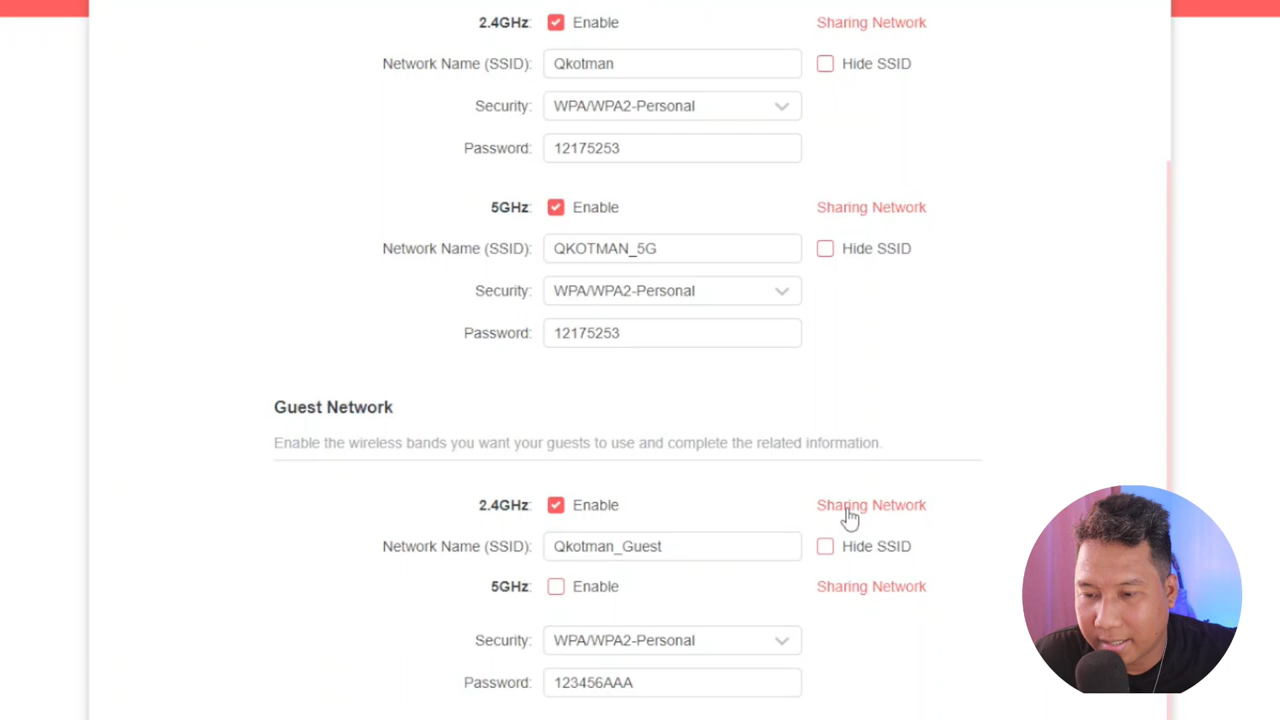 2.4GHz: Enable Sharing Network
Network Name (SSID): Qkotman Hide SSID
Security: WPA/WPA2-Personal
Password: 12175253
5GHz: Enable Sharing Network
Network Name (SSID): QKOTMAN_5G Hide SSID
Security: WPA/WPA2-Personal
Password: 12175253
Guest Network
Enable the wireless bands you want your guests to use and complete the related information.
2.4GHz: Enable Sharing Network
Network Name (SSID): Qkotman_Guest Hide SSID
5GHz: Enable Sharing Network
Security: WPA/WPA2-Personal
Password: 123456AAA